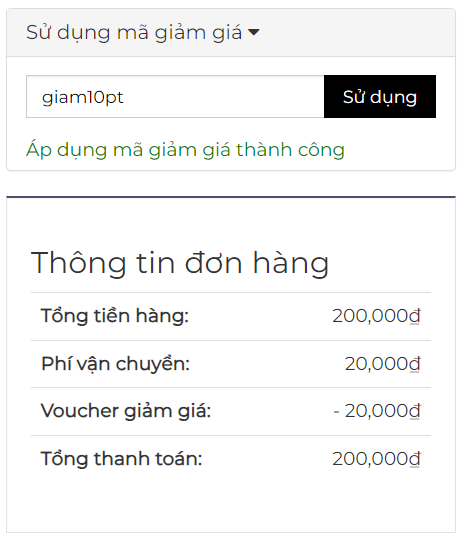 Sử dụng mã giảm giá
giam10pt Sử dụng
Áp dụng mã giảm giá thành công
Thông tin đơn hàng
Tổng tiền hàng: 200,000₫
Phí vận chuyển: 20,000₫
Voucher giảm giá: - 20,000₫
Tổng thanh toán: 200,000₫